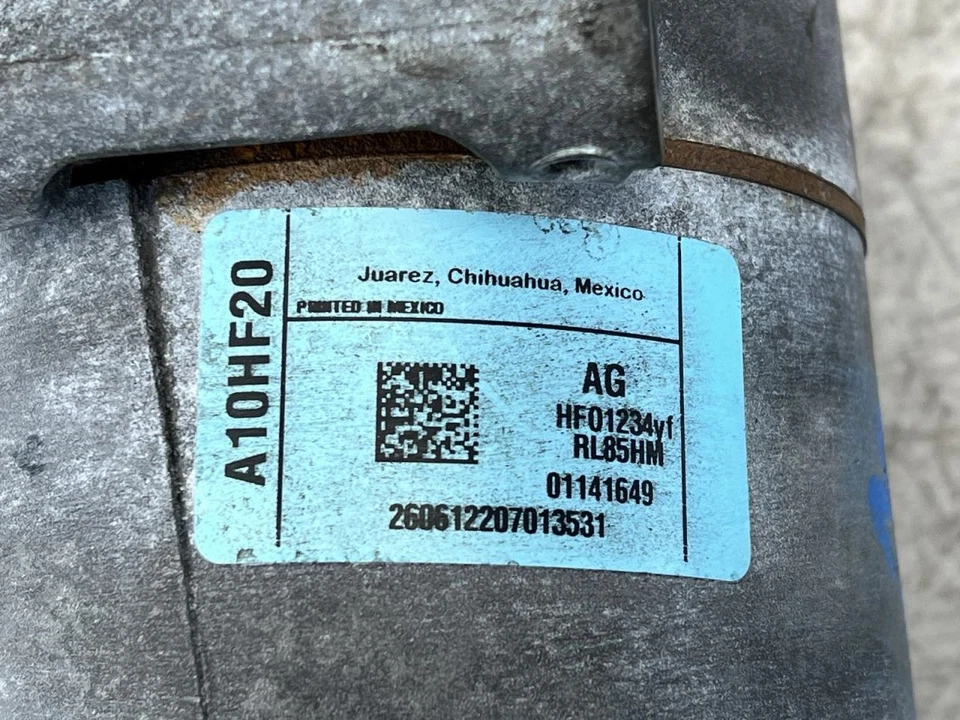 A10HF20
Juarez, Chihuahua, Mexico
PRINTED IN MEXICO
AG
HFO1234yf
RL85HM
01141649
260612207013531